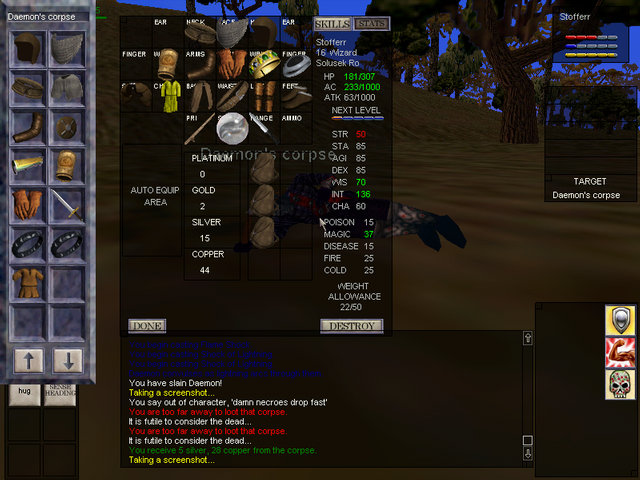 Daemon's corpse
EAR
NECK
FACE
EAR
FINGER
ARMS
FINGER
FEET
PRI
RANGE
AMMO
PLATINUM
0
GOLD
2
SILVER
15
COPPER
44
AUTO EQUIP
AREA
DONE
DESTROY
Daemon's corpse
SKILLS
STATS
Stofferr
16 Wizard
Solusek Ro
HP 181/307
AC 233/1000
ATK 63/1000
NEXT LEVEL
STR 50
STA 85
AGI 85
DEX 85
WIS 70
INT 136
CHA 60
POISON 15
MAGIC 37
DISEASE 15
FIRE 25
COLD 25
WEIGHT
ALLOWANCE
22/50
Stofferr
TARGET
Daemon's corpse
hug
SENSE
HEADING
You have slain Daemon!
Taking a screenshot...
You say out of character, 'damn necroes drop fast'
You are too far away to loot that corpse.
It is futile to consider the dead...
You are too far away to loot that corpse.
It is futile to consider the dead...
You receive 5 silver, 28 copper from the corpse.
Taking a screenshot...